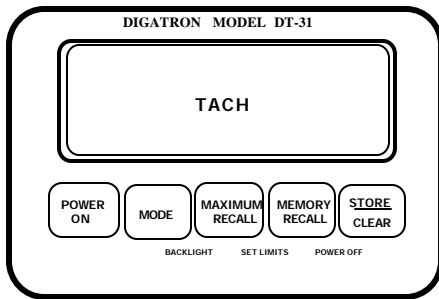 DIGATRON MODEL DT-31
TACH
POWER
ON
MODE
MAXIMUM
RECALL
MEMORY
RECALL
STORE
CLEAR
BACKLIGHT SET LIMITS POWER OFF